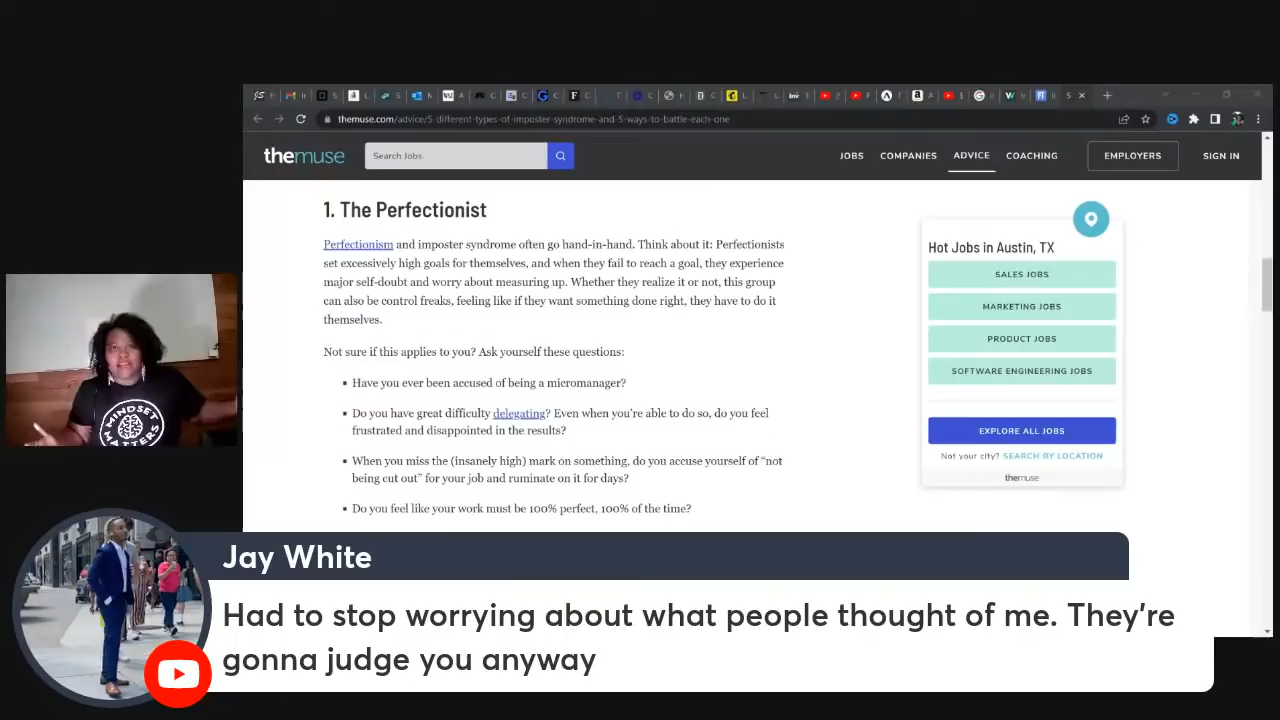 themuse.com/advice/5-different-types-of-imposter-syndrome-and-5-ways-to-battle-each-one
themuse
Search Jobs
JOBS
COMPANIES
ADVICE
COACHING
EMPLOYERS
SIGN IN
1. The Perfectionist
Perfectionism and imposter syndrome often go hand-in-hand. Think about it: Perfectionists
set excessively high goals for themselves, and when they fail to reach a goal, they experience
major self-doubt and worry about measuring up. Whether they realize it or not, this group
can also be control freaks, feeling like if they want something done right, they have to do it
themselves.
Not sure if this applies to you? Ask yourself these questions:
▪ Have you ever been accused of being a micromanager?
▪ Do you have great difficulty delegating? Even when you're able to do so, do you feel
frustrated and disappointed in the results?
▪ When you miss the (insanely high) mark on something, do you accuse yourself of “not
being cut out” for your job and ruminate on it for days?
▪ Do you feel like your work must be 100% perfect, 100% of the time?
Hot Jobs in Austin, TX
SALES JOBS
MARKETING JOBS
PRODUCT JOBS
SOFTWARE ENGINEERING JOBS
EXPLORE ALL JOBS
Not your city? SEARCH BY LOCATION
themuse
MINDSET
MATTERS
Jay White
Had to stop worrying about what people thought of me. They're
gonna judge you anyway